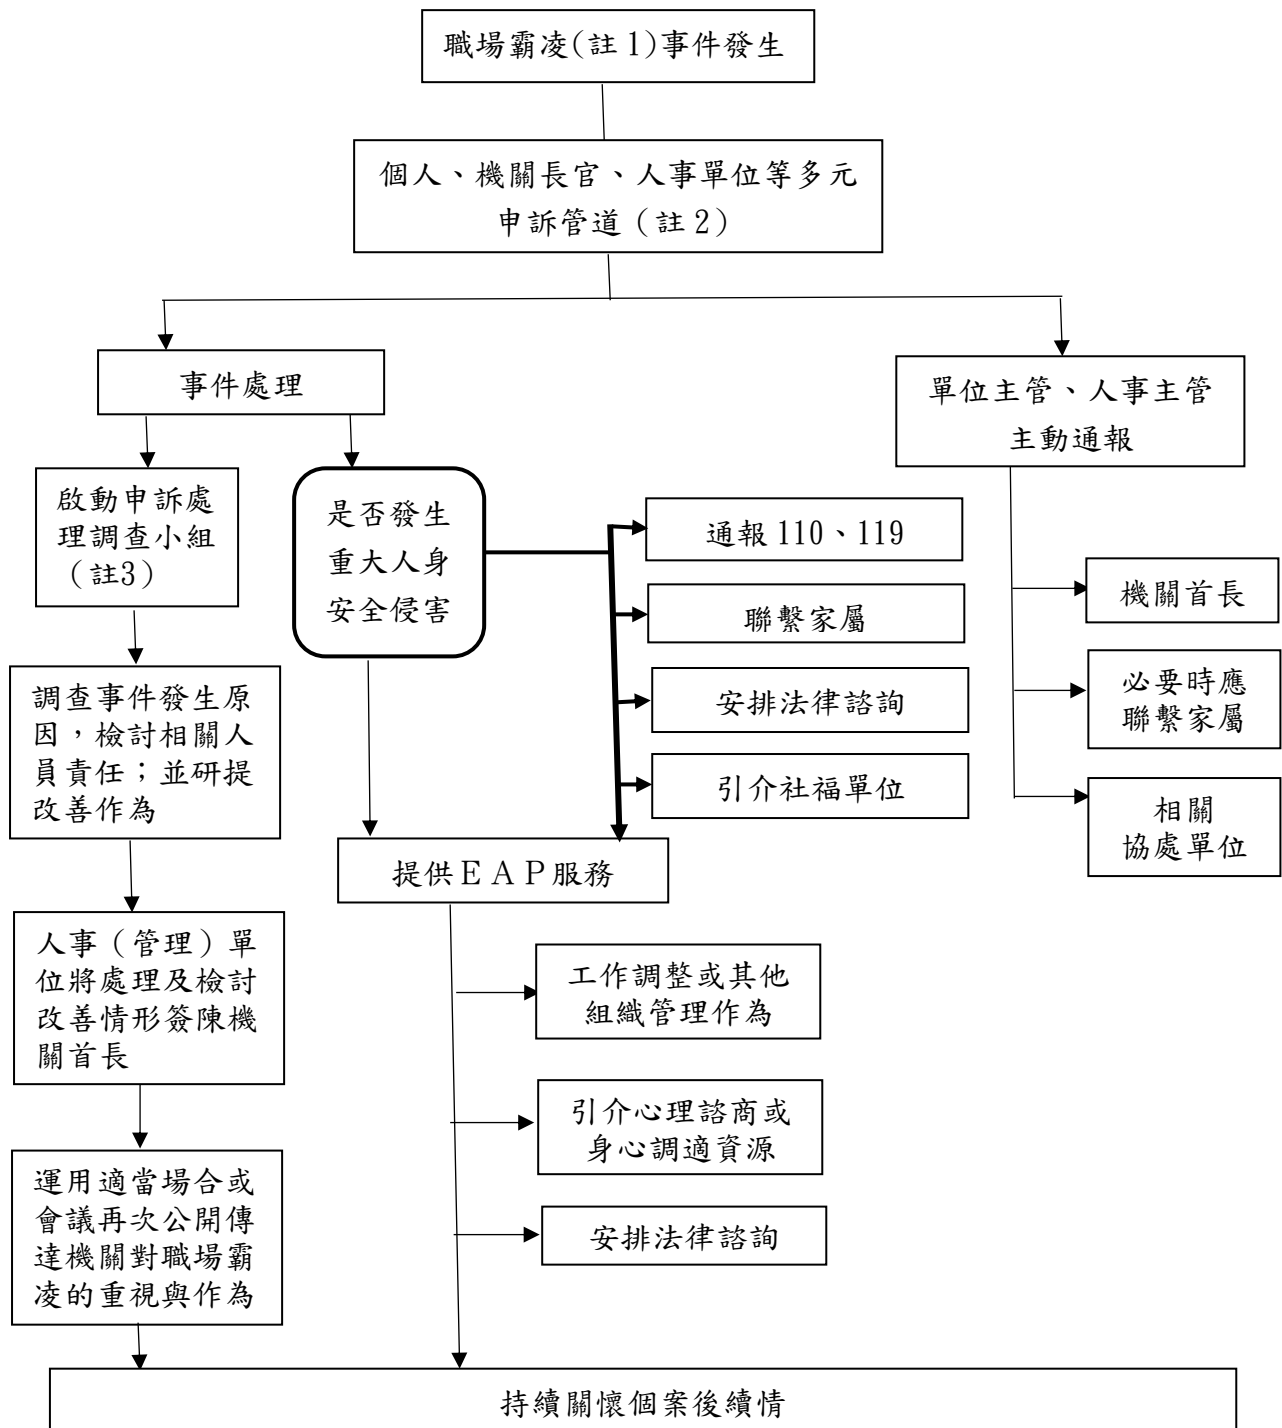 職場霸凌(註1)事件發生
個人、機關長官、人事單位等多元
申訴管道（註2）
事件處理
單位主管、人事主管
主動通報
啟動申訴處
理調查小組
（註3）
是否發生
重大人身
安全侵害
通報110、119
聯繫家屬
安排法律諮詢
引介社福單位
機關首長
必要時應
聯繫家屬
相關
協處單位
調查事件發生原
因，檢討相關人
員責任；並研提
改善作為
提供ＥＡＰ服務
人事（管理）單
位將處理及檢討
改善情形簽陳機
關首長
工作調整或其他
組織管理作為
引介心理諮商或
身心調適資源
安排法律諮詢
運用適當場合或
會議再次公開傳
達機關對職場霸
凌的重視與作為
持續關懷個案後續情